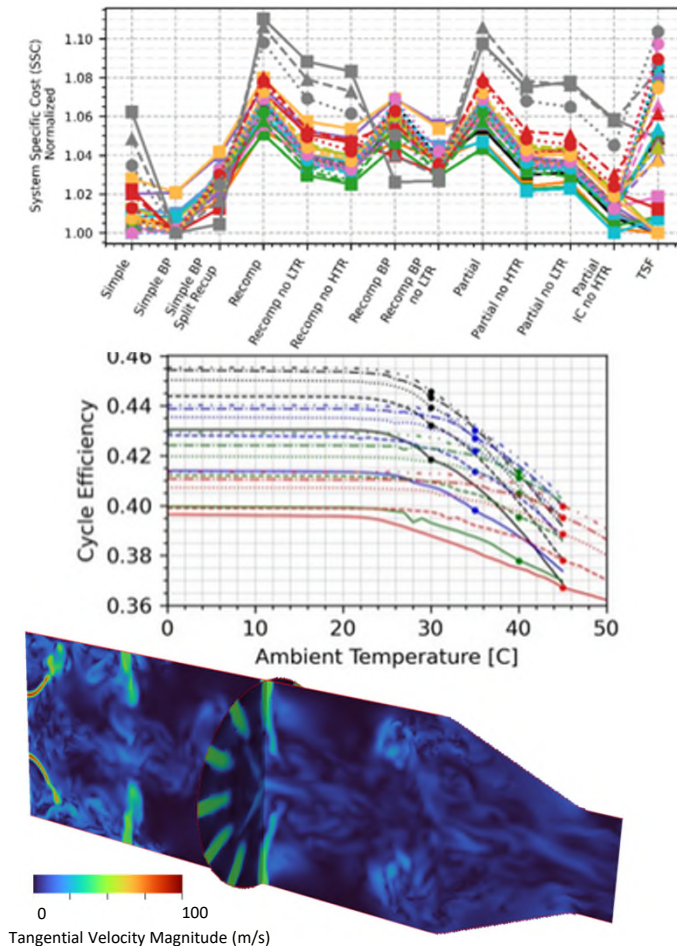 System Specific Cost (SSC)
Normalized
1.10
1.08
1.06
1.04
1.02
1.00
Simple
Simple BP
Simple BP
Split Recup
Recomp
Recomp no LTR
Recomp no HTR
Recomp BP
Recomp BP
no LTR
Partial
Partial no HTR
Partial no LTR
Partial
IC no HTR
TSF
Cycle Efficiency
0.46
0.44
0.42
0.40
0.38
0.36
0
10
20
30
40
50
Ambient Temperature [C]
0
100
Tangential Velocity Magnitude (m/s)